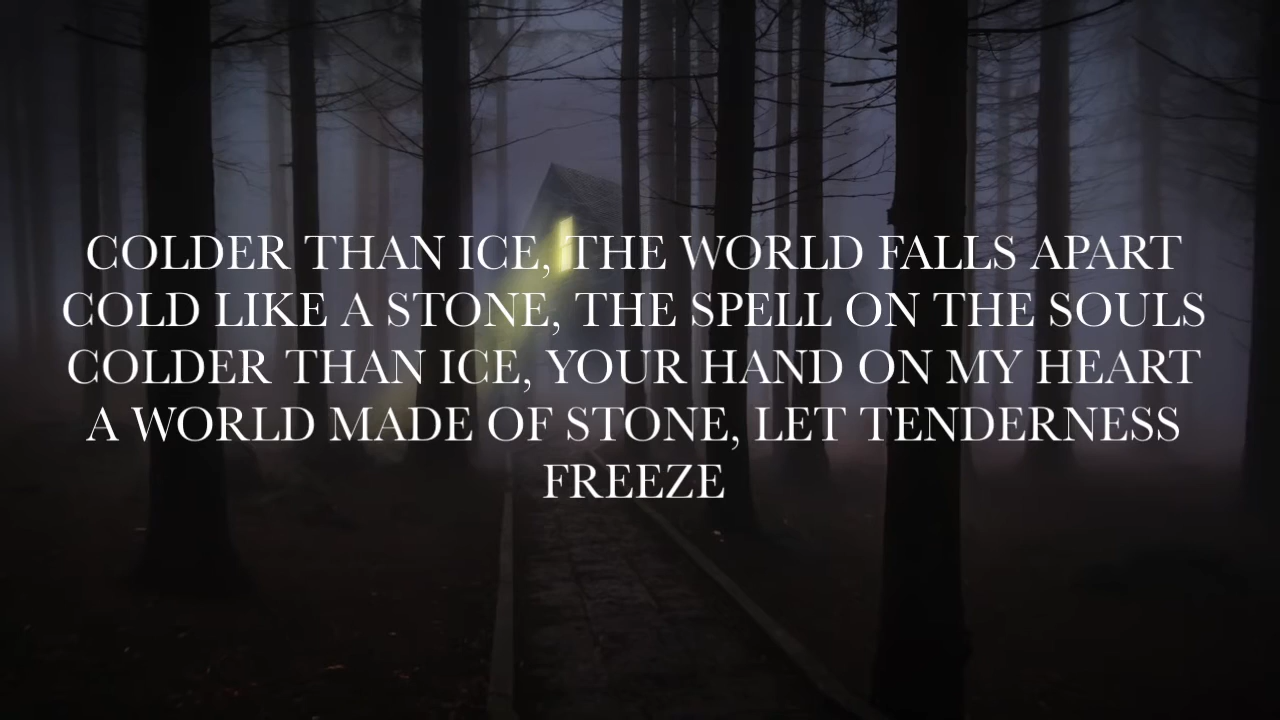 COLDER THAN ICE, THE WORLD FALLS APART
COLD LIKE A STONE, THE SPELL ON THE SOULS
COLDER THAN ICE, YOUR HAND ON MY HEART
A WORLD MADE OF STONE, LET TENDERNESS
FREEZE